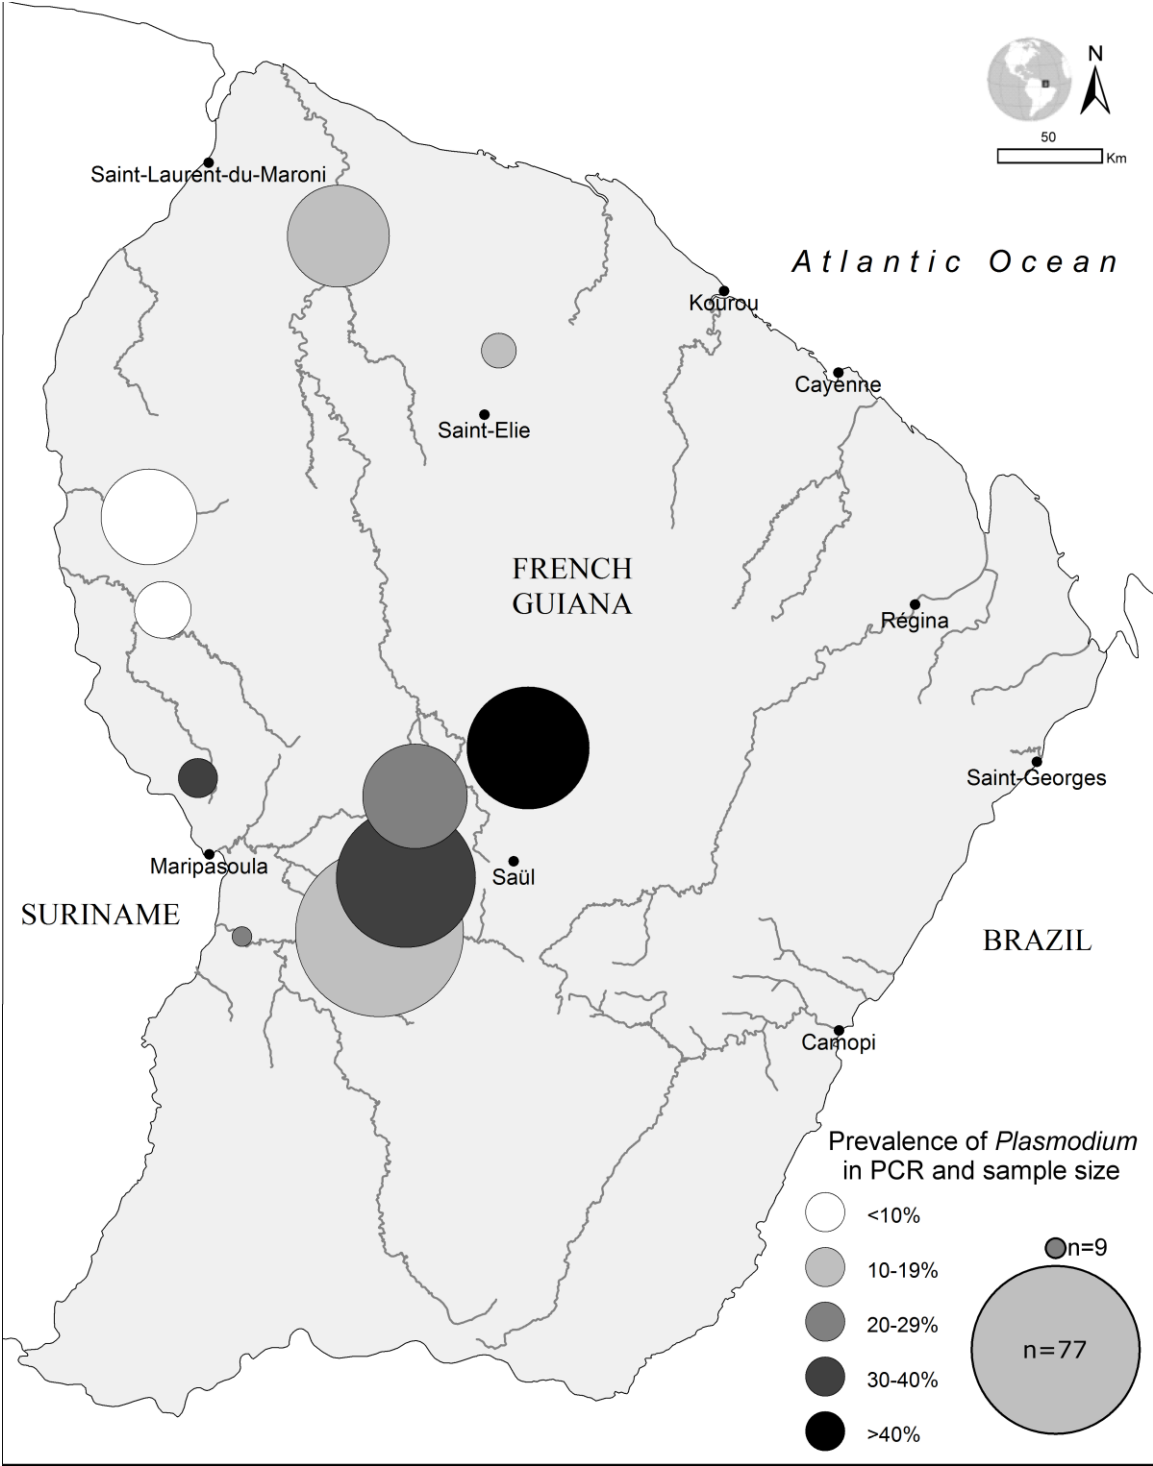 N
50
Km
Saint-Laurent-du-Maroni
Atlantic Ocean
Kourou
Cayenne
Saint-Elie
FRENCH
GUIANA
Régina
Saint-Georges
Maripasoula
Saül
SURINAME
BRAZIL
Camopi
Prevalence of Plasmodium
in PCR and sample size
<10%
10-19%
20-29%
30-40%
>40%
n=9
n=77